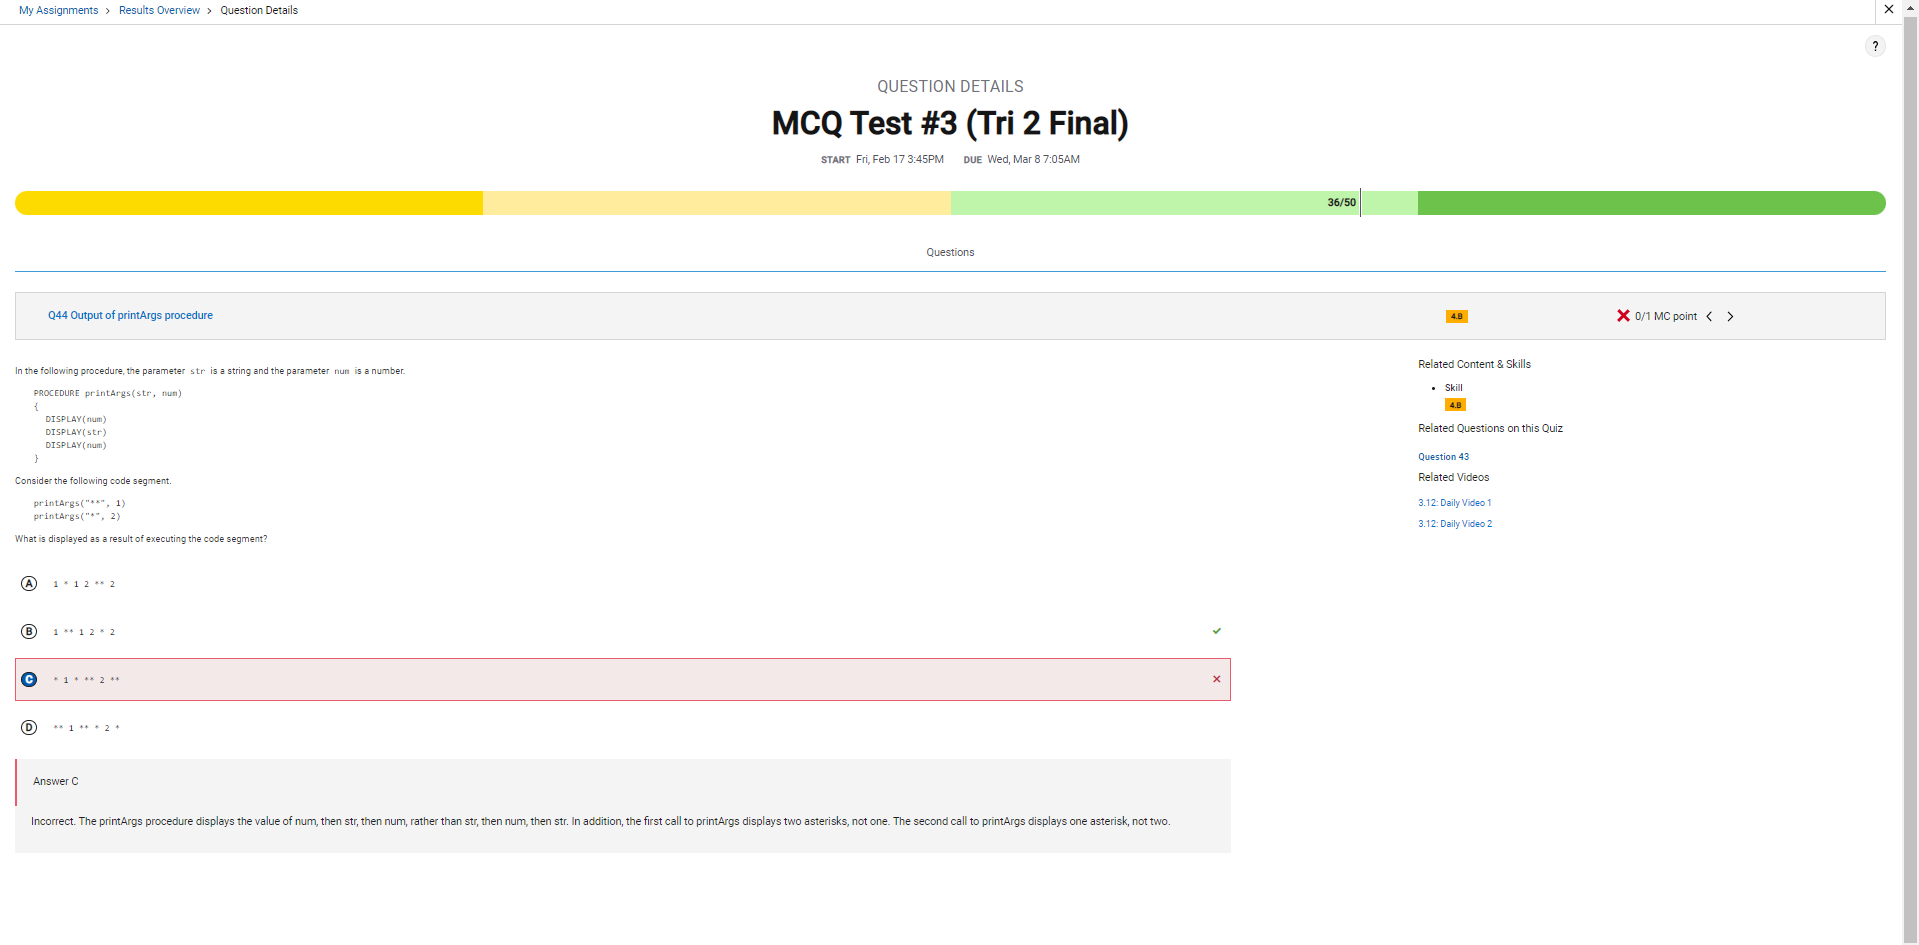 My Assignments > Results Overview > Question Details
?
QUESTION DETAILS
MCQ Test #3 (Tri 2 Final)
START Fri, Feb 17 3:45PM DUE Wed, Mar 8 7:05AM
36/50
Questions
Q44 Output of printArgs procedure 4.B 0/1 MC point < >
In the following procedure, the parameter str is a string and the parameter num is a number.
PROCEDURE printArgs(str, num)
{
DISPLAY(num)
DISPLAY(str)
DISPLAY(num)
}
Consider the following code segment.
printArgs("**", 1)
printArgs("*", 2)
What is displayed as a result of executing the code segment?
A 1 * 1 2 ** 2
B 1 ** 1 2 * 2
C * 1 * ** 2 **
D ** 1 ** * 2 *
Answer C
Incorrect. The printArgs procedure displays the value of num, then str, then num, rather than str, then num, then str. In addition, the first call to printArgs displays two asterisks, not one. The second call to printArgs displays one asterisk, not two.
Related Content & Skills
• Skill
4.B
Related Questions on this Quiz
Question 43
Related Videos
3.12: Daily Video 1
3.12: Daily Video 2